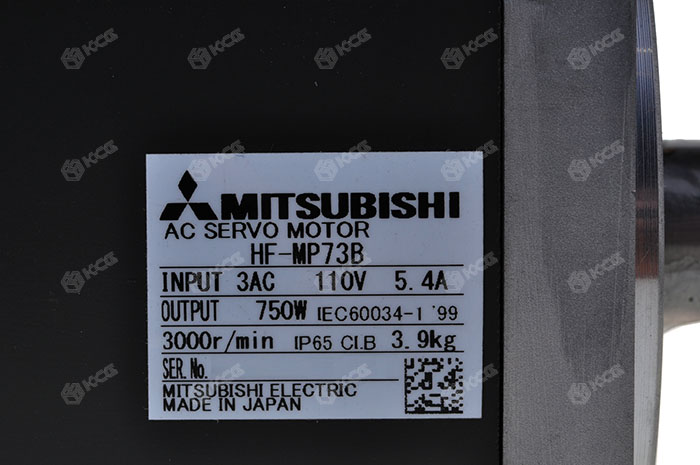 MITSUBISHI
AC SERVO MOTOR
HF-MP73B
INPUT 3AC 110V 5.4A
OUTPUT 750W IEC60034-1 '99
3000r/min IP65 CI.B 3.9kg
SER. No.
MITSUBISHI ELECTRIC
MADE IN JAPAN